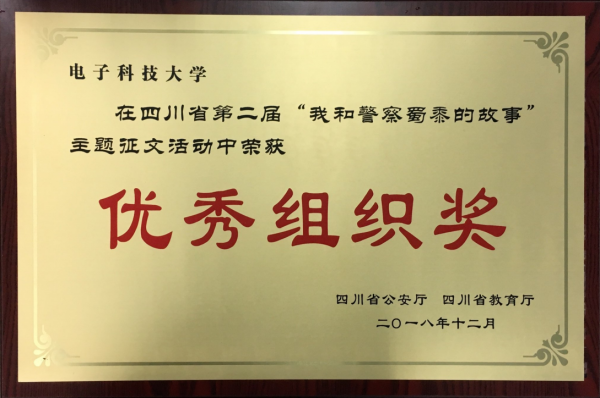 电子科技大学
在四川省第二届“我和警察蜀黍的故事”
主题征文活动中荣获
优秀组织奖
四川省公安厅 四川省教育厅
二〇一八年十二月